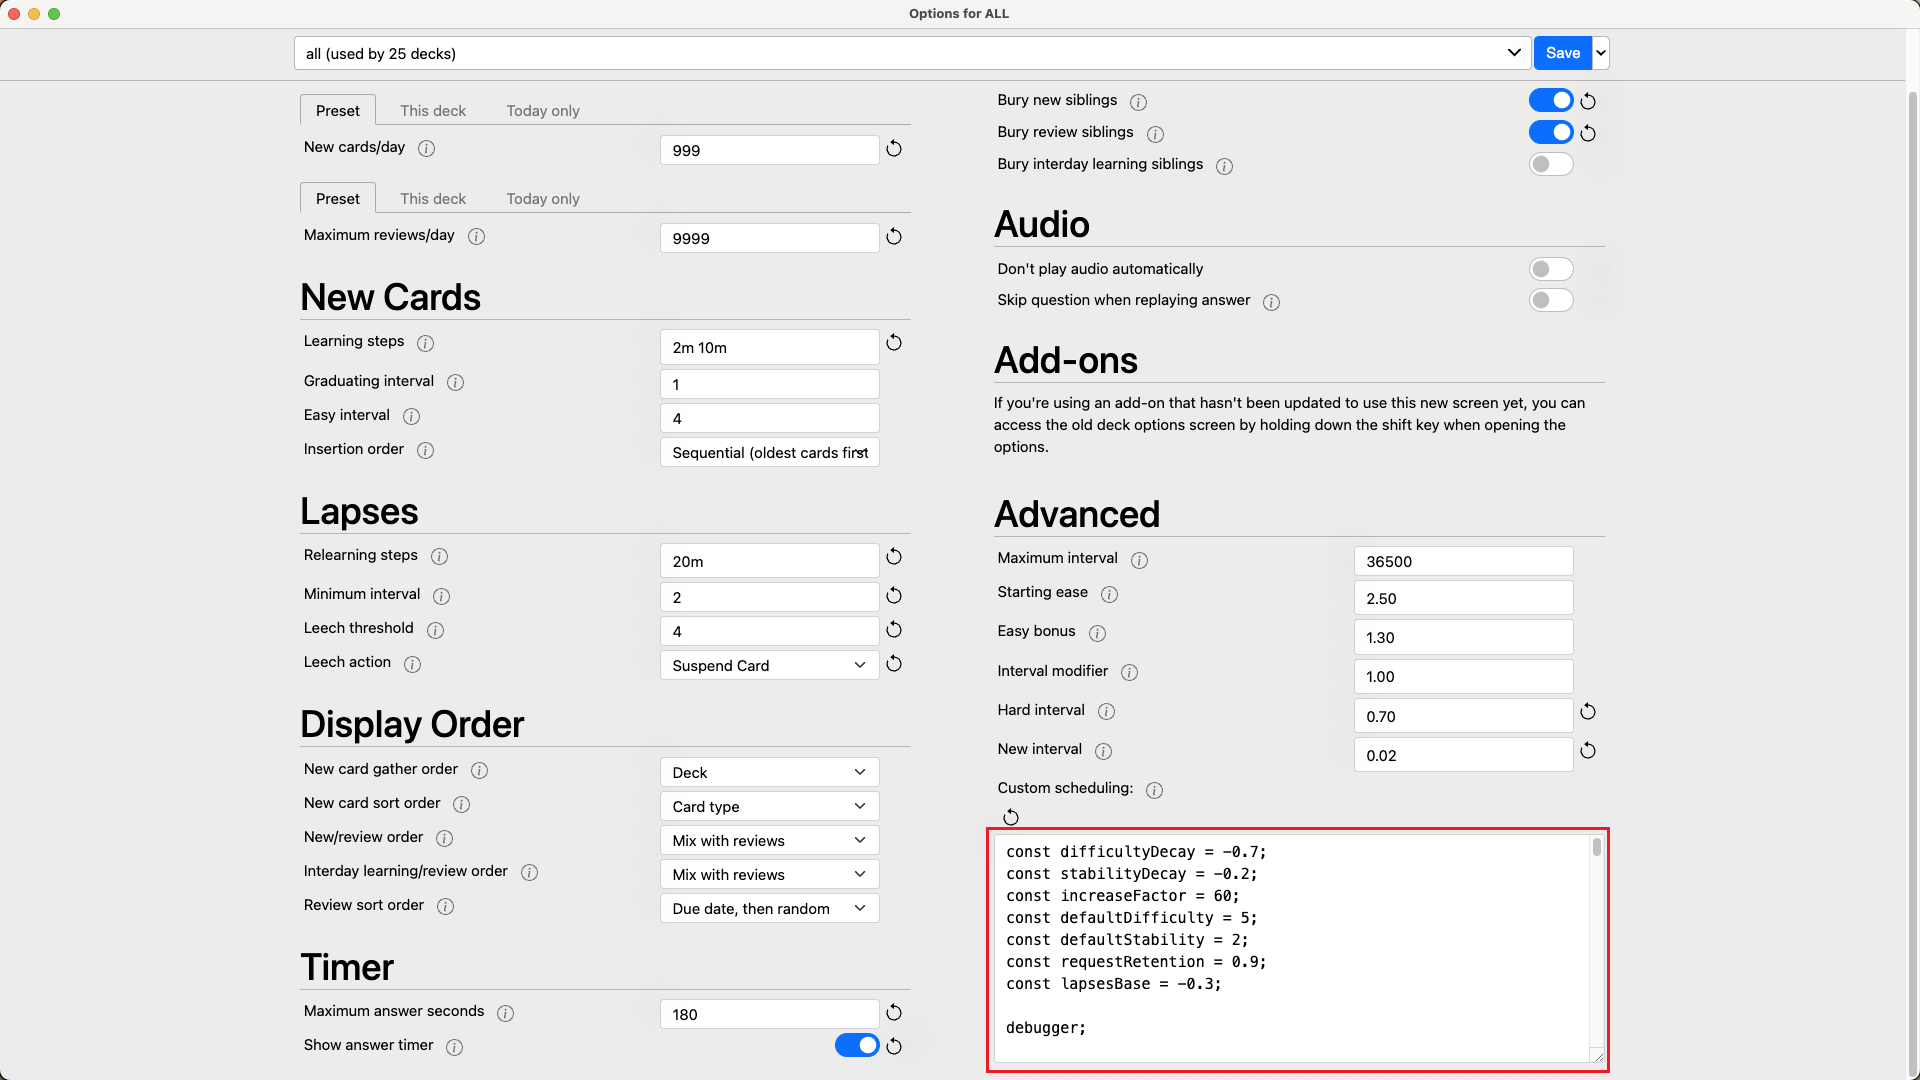 Options for ALL
all (used by 25 decks)
Save
Preset This deck Today only
New cards/day
999
Preset This deck Today only
Maximum reviews/day
9999
New Cards
Learning steps
2m 10m
Graduating interval
1
Easy interval
4
Insertion order
Sequential (oldest cards first
Lapses
Relearning steps
20m
Minimum interval
2
Leech threshold
4
Leech action
Suspend Card
Display Order
New card gather order
Deck
New card sort order
Card type
New/review order
Mix with reviews
Interday learning/review order
Mix with reviews
Review sort order
Due date, then random
Timer
Maximum answer seconds
180
Show answer timer
Bury new siblings
Bury review siblings
Bury interday learning siblings
Audio
Don't play audio automatically
Skip question when replaying answer
Add-ons
If you're using an add-on that hasn't been updated to use this new screen yet, you can
access the old deck options screen by holding down the shift key when opening the
options.
Advanced
Maximum interval
36500
Starting ease
2.50
Easy bonus
1.30
Interval modifier
1.00
Hard interval
0.70
New interval
0.02
Custom scheduling:
const difficultyDecay = -0.7;
const stabilityDecay = -0.2;
const increaseFactor = 60;
const defaultDifficulty = 5;
const defaultStability = 2;
const requestRetention = 0.9;
const lapsesBase = -0.3;
debugger;